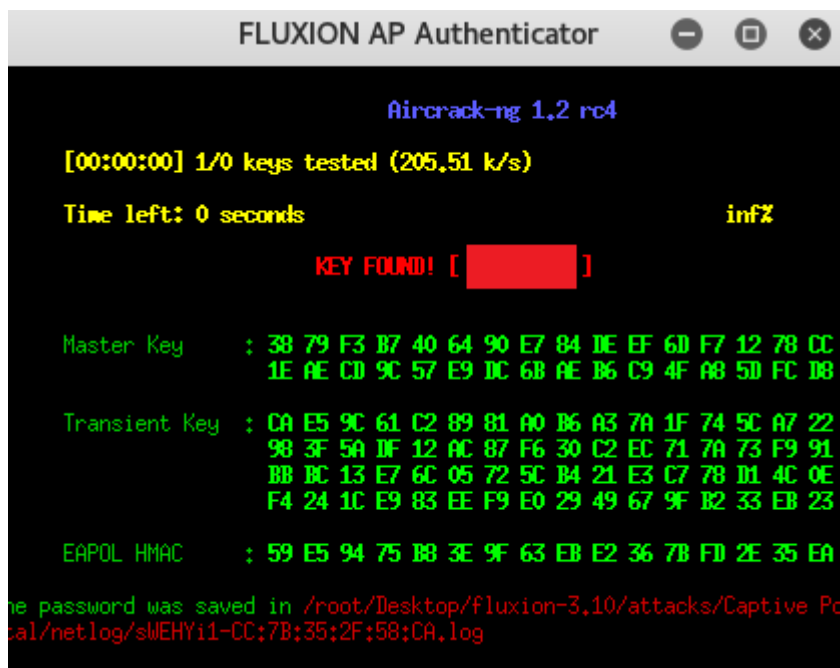 FLUXION AP Authenticator
Aircrack-ng 1.2 rc4
[00:00:00] 1/0 keys tested (205.51 k/s)
Time left: 0 seconds inf%
KEY FOUND! [ ]
Master Key : 38 79 F3 B7 40 64 90 E7 84 DE EF 6D F7 12 78 CC
1E AE CD 9C 57 E9 DC 6B AE B6 C9 4F A8 5D FC D8
Transient Key : CA E5 9C 61 C2 89 81 A0 B6 A3 7A 1F 74 5C A7 22
98 3F 5A DF 12 AC 87 F6 30 C2 EC 71 7A 73 F9 91
BB BC 13 E7 6C 05 72 5C B4 21 E3 C7 78 D1 4C 0E
F4 24 1C E9 83 EE F9 E0 29 49 67 9F B2 33 EB 23
EAPOL HMAC : 59 E5 94 75 B8 3E 9F 63 EB E2 36 7B FD 2E 35 EA
he password was saved in /root/Desktop/fluxion-3.10/attacks/Captive Po
tal/netlog/sWEHYi1-CC:7B:35:2F:58:CA.log